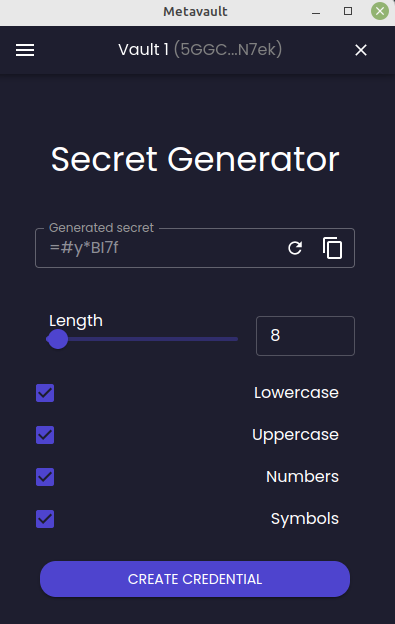 Metavault
Vault 1 (5GGC...N7ek)
Secret Generator
Generated secret
=#y*BI7f
Length
8
Lowercase
Uppercase
Numbers
Symbols
CREATE CREDENTIAL